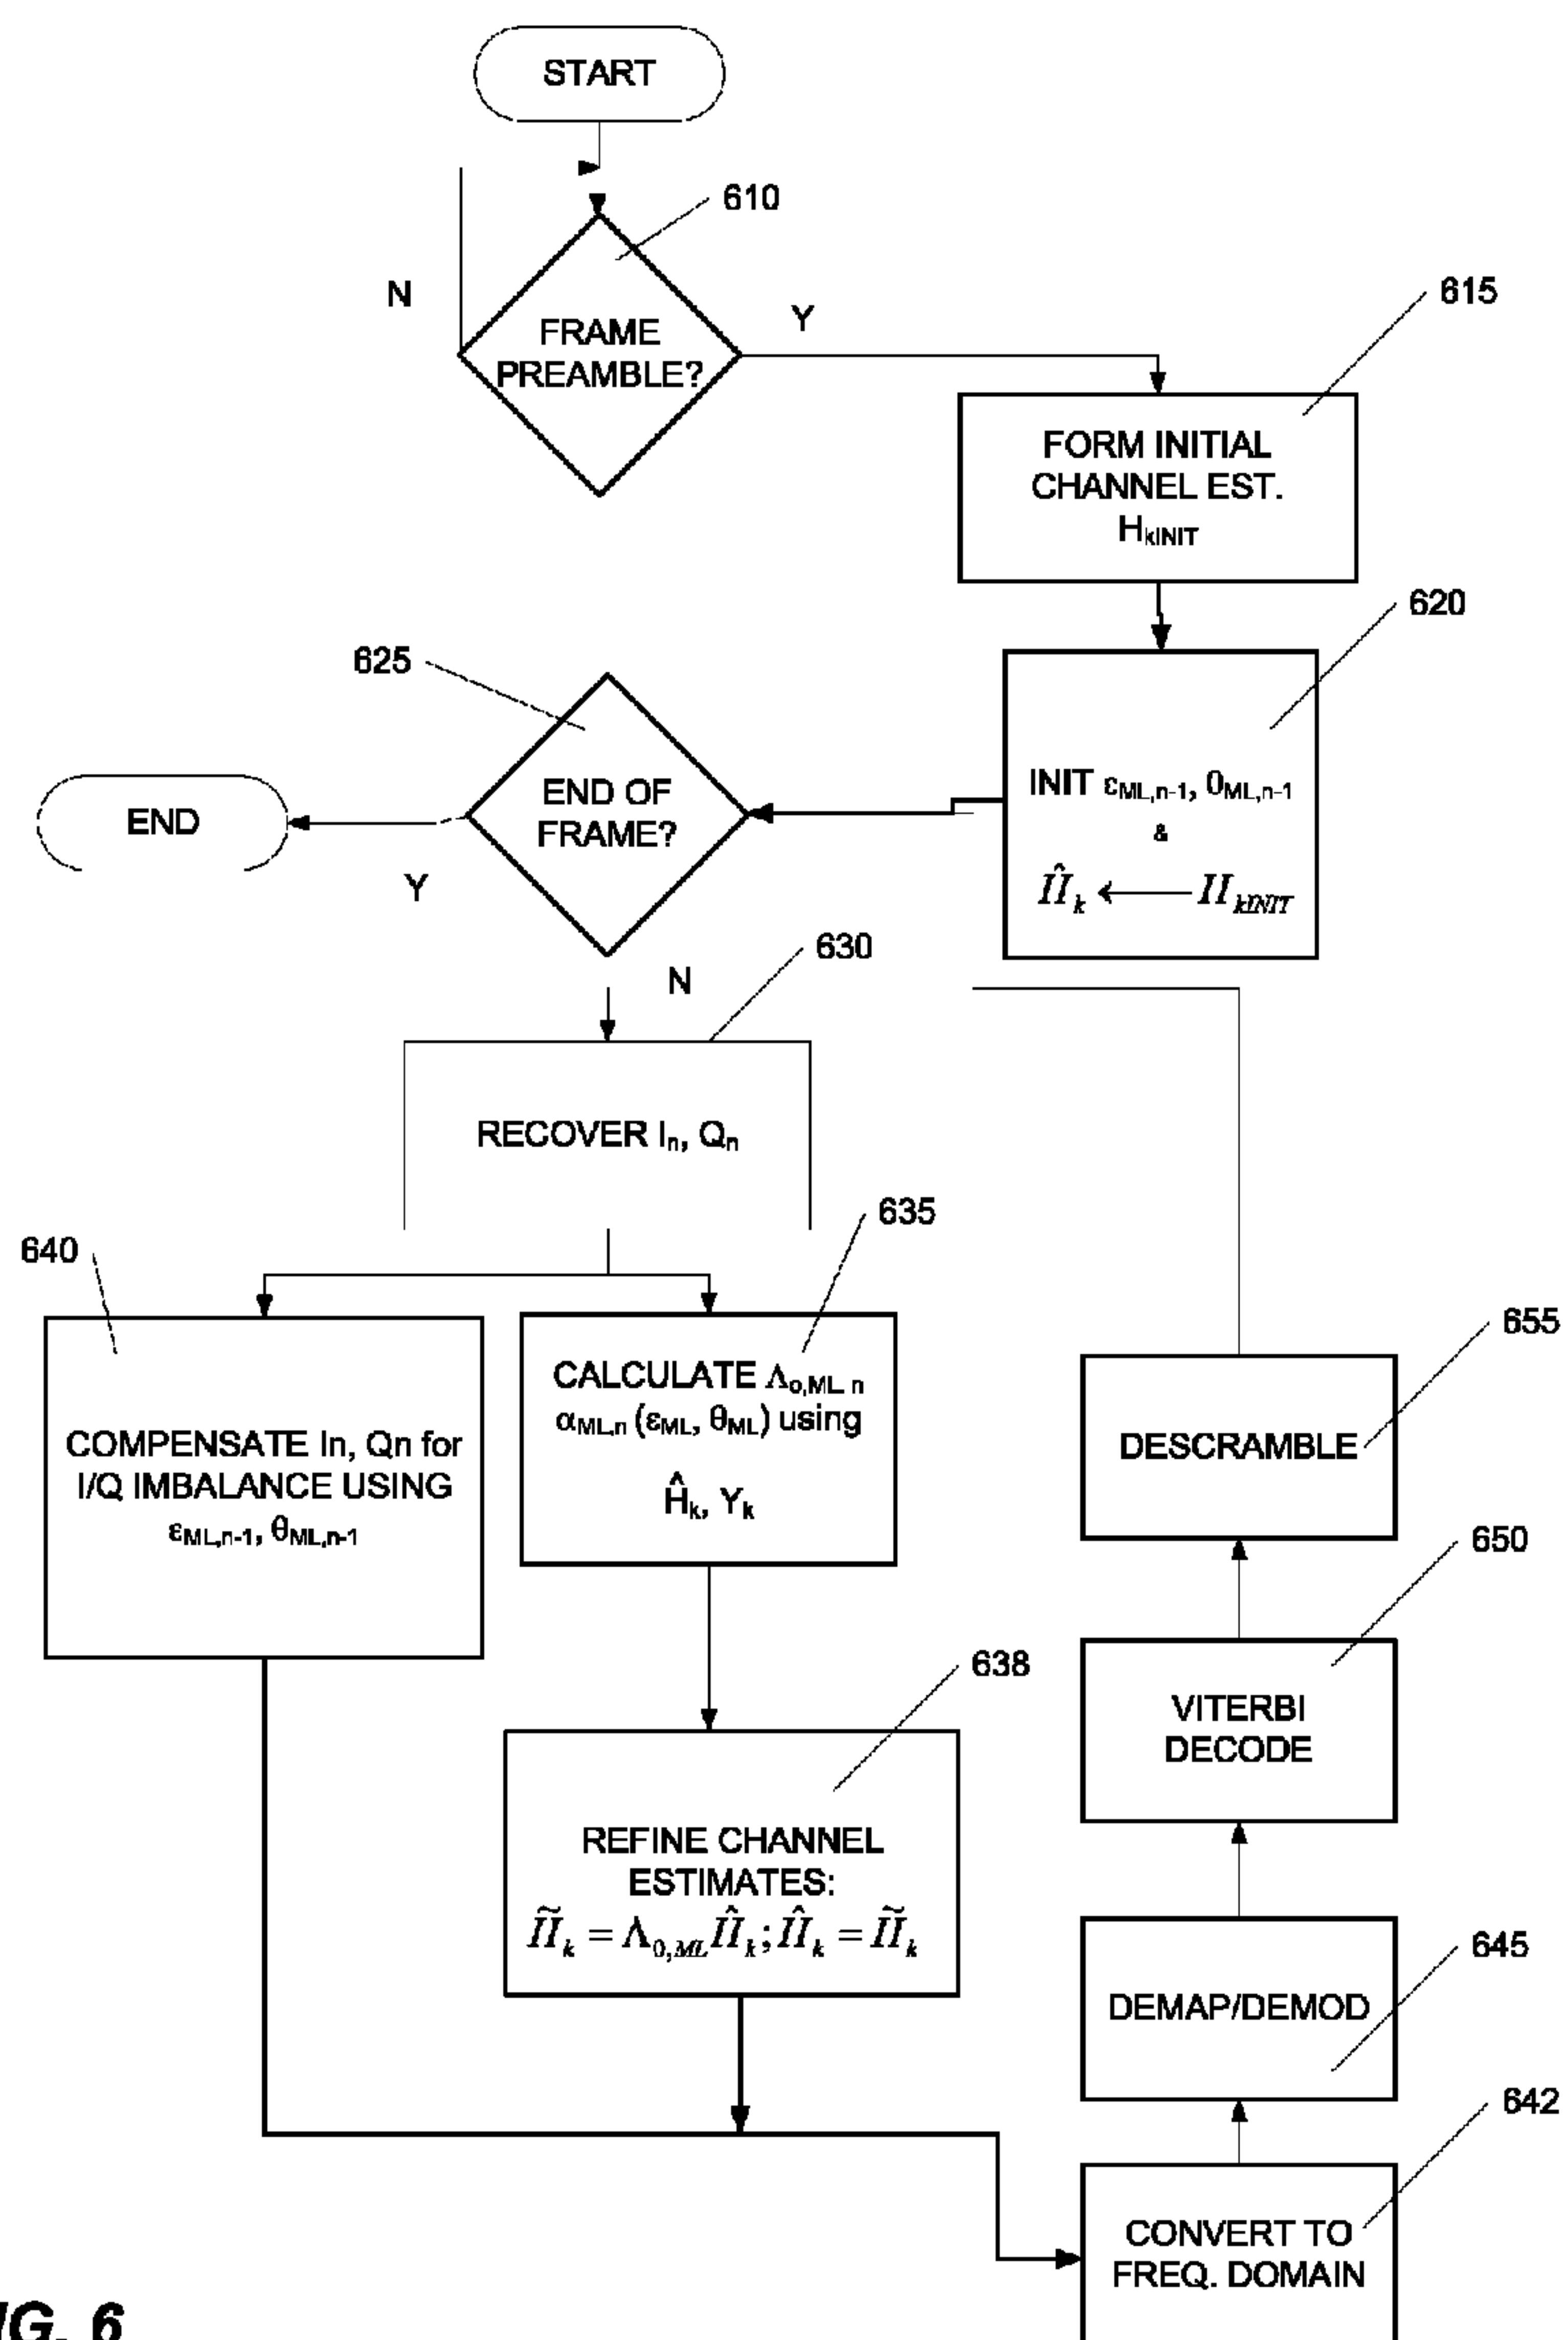 START
610
N
FRAME
PREAMBLE?
Y
615
FORM INITIAL
CHANNEL EST.
HkINIT
620
INIT εML,n-1, θML,n-1
&
Ĥk ← HkINIT
625
END OF
FRAME?
END
Y
N
630
RECOVER In, Qn
635
640
CALCULATE Λo,ML n
αML,n (εML, θML) using
Ĥk, Yk
COMPENSATE In, Qn for
I/Q IMBALANCE USING
εML,n-1, θML,n-1
638
REFINE CHANNEL
ESTIMATES:
H̃k = Λ0,ML Ĥk; Ĥk = H̃k
655
DESCRAMBLE
650
VITERBI
DECODE
645
DEMAP/DEMOD
642
CONVERT TO
FREQ. DOMAIN
IG. 6